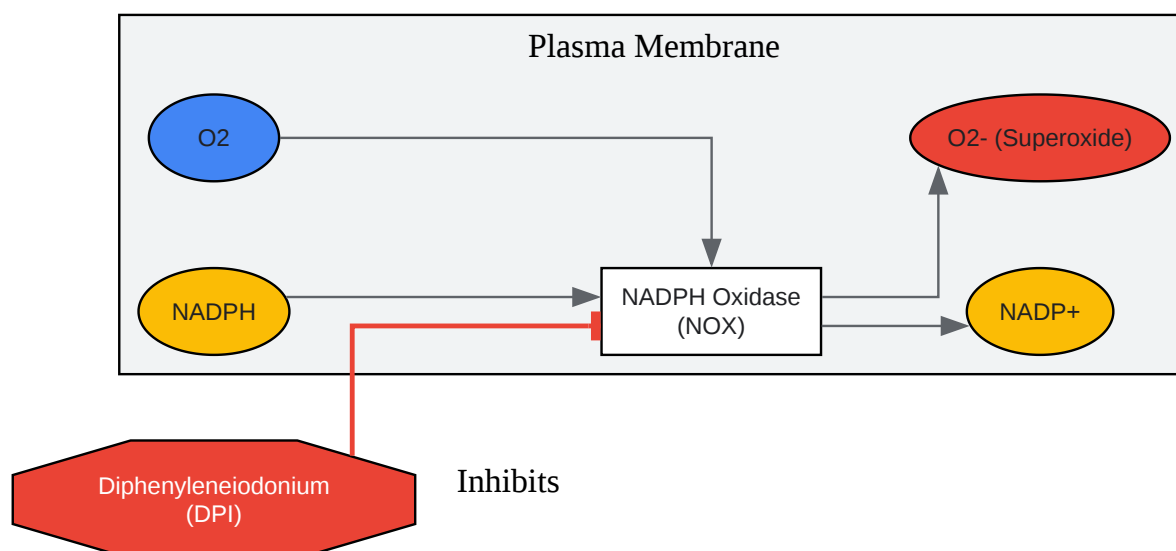 Plasma Membrane
O2
O2- (Superoxide)
NADPH
NADPH Oxidase
(NOX)
NADP+
Diphenyleneiodonium
(DPI)
Inhibits